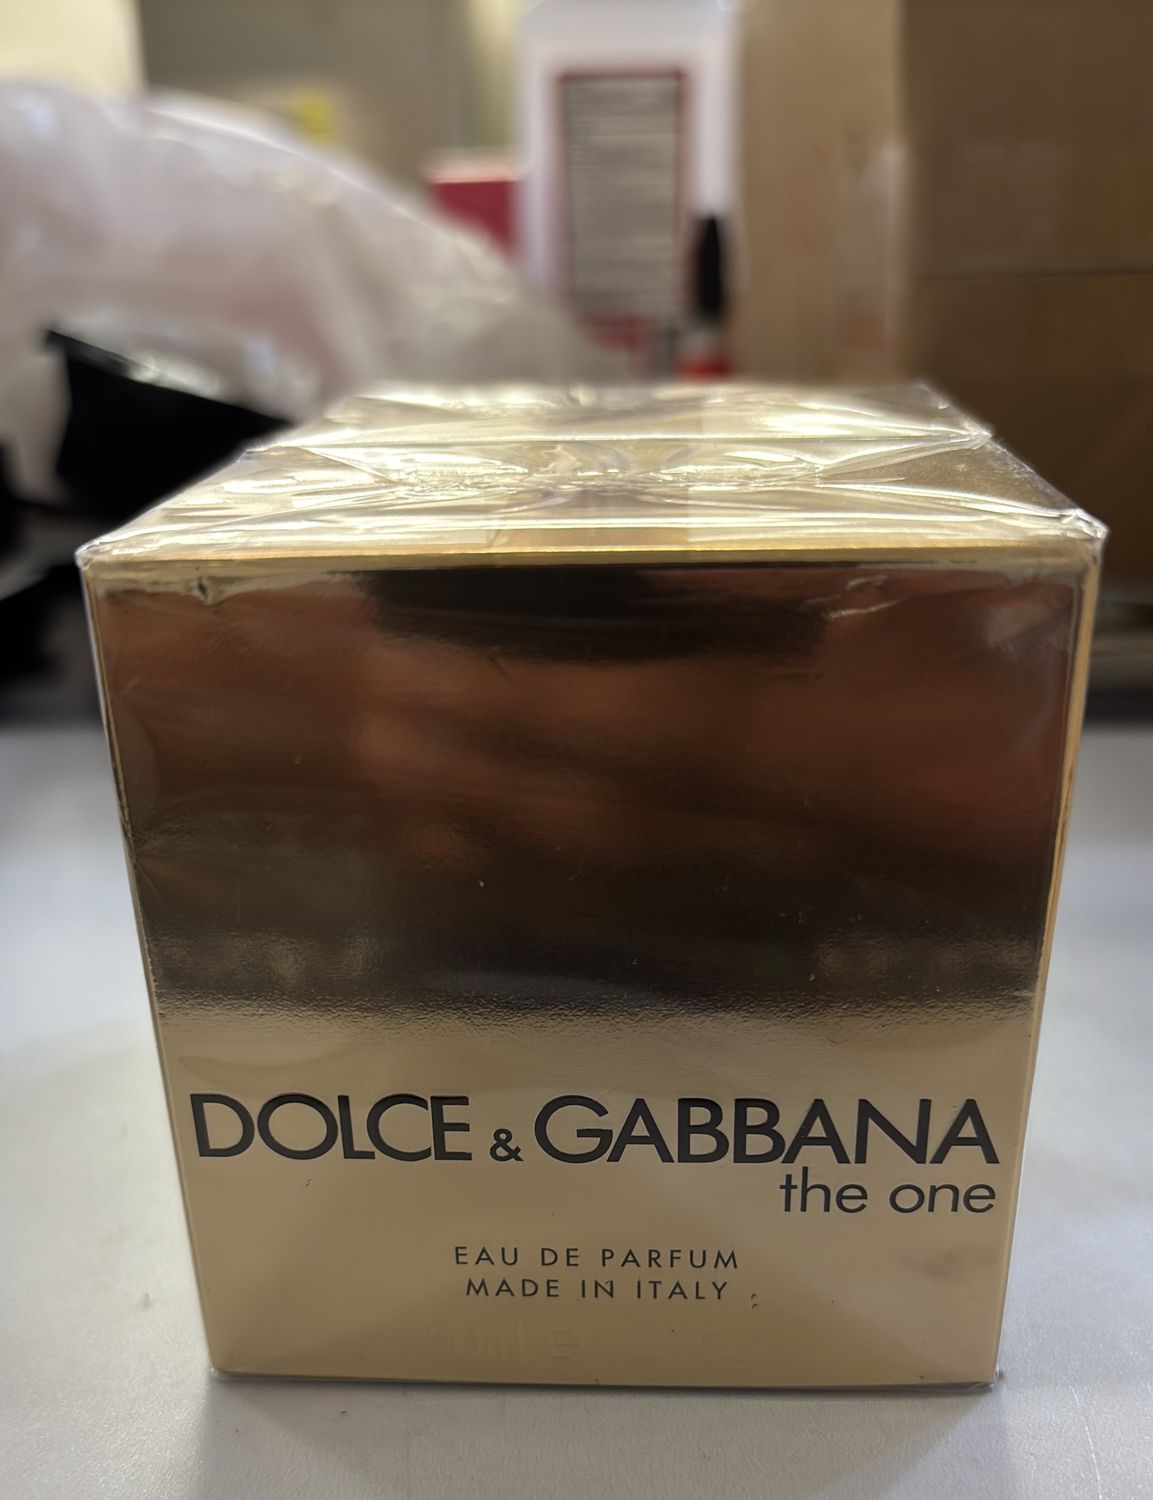 DOLCE & GABBANA
the one
EAU DE PARFUM
MADE IN ITALY